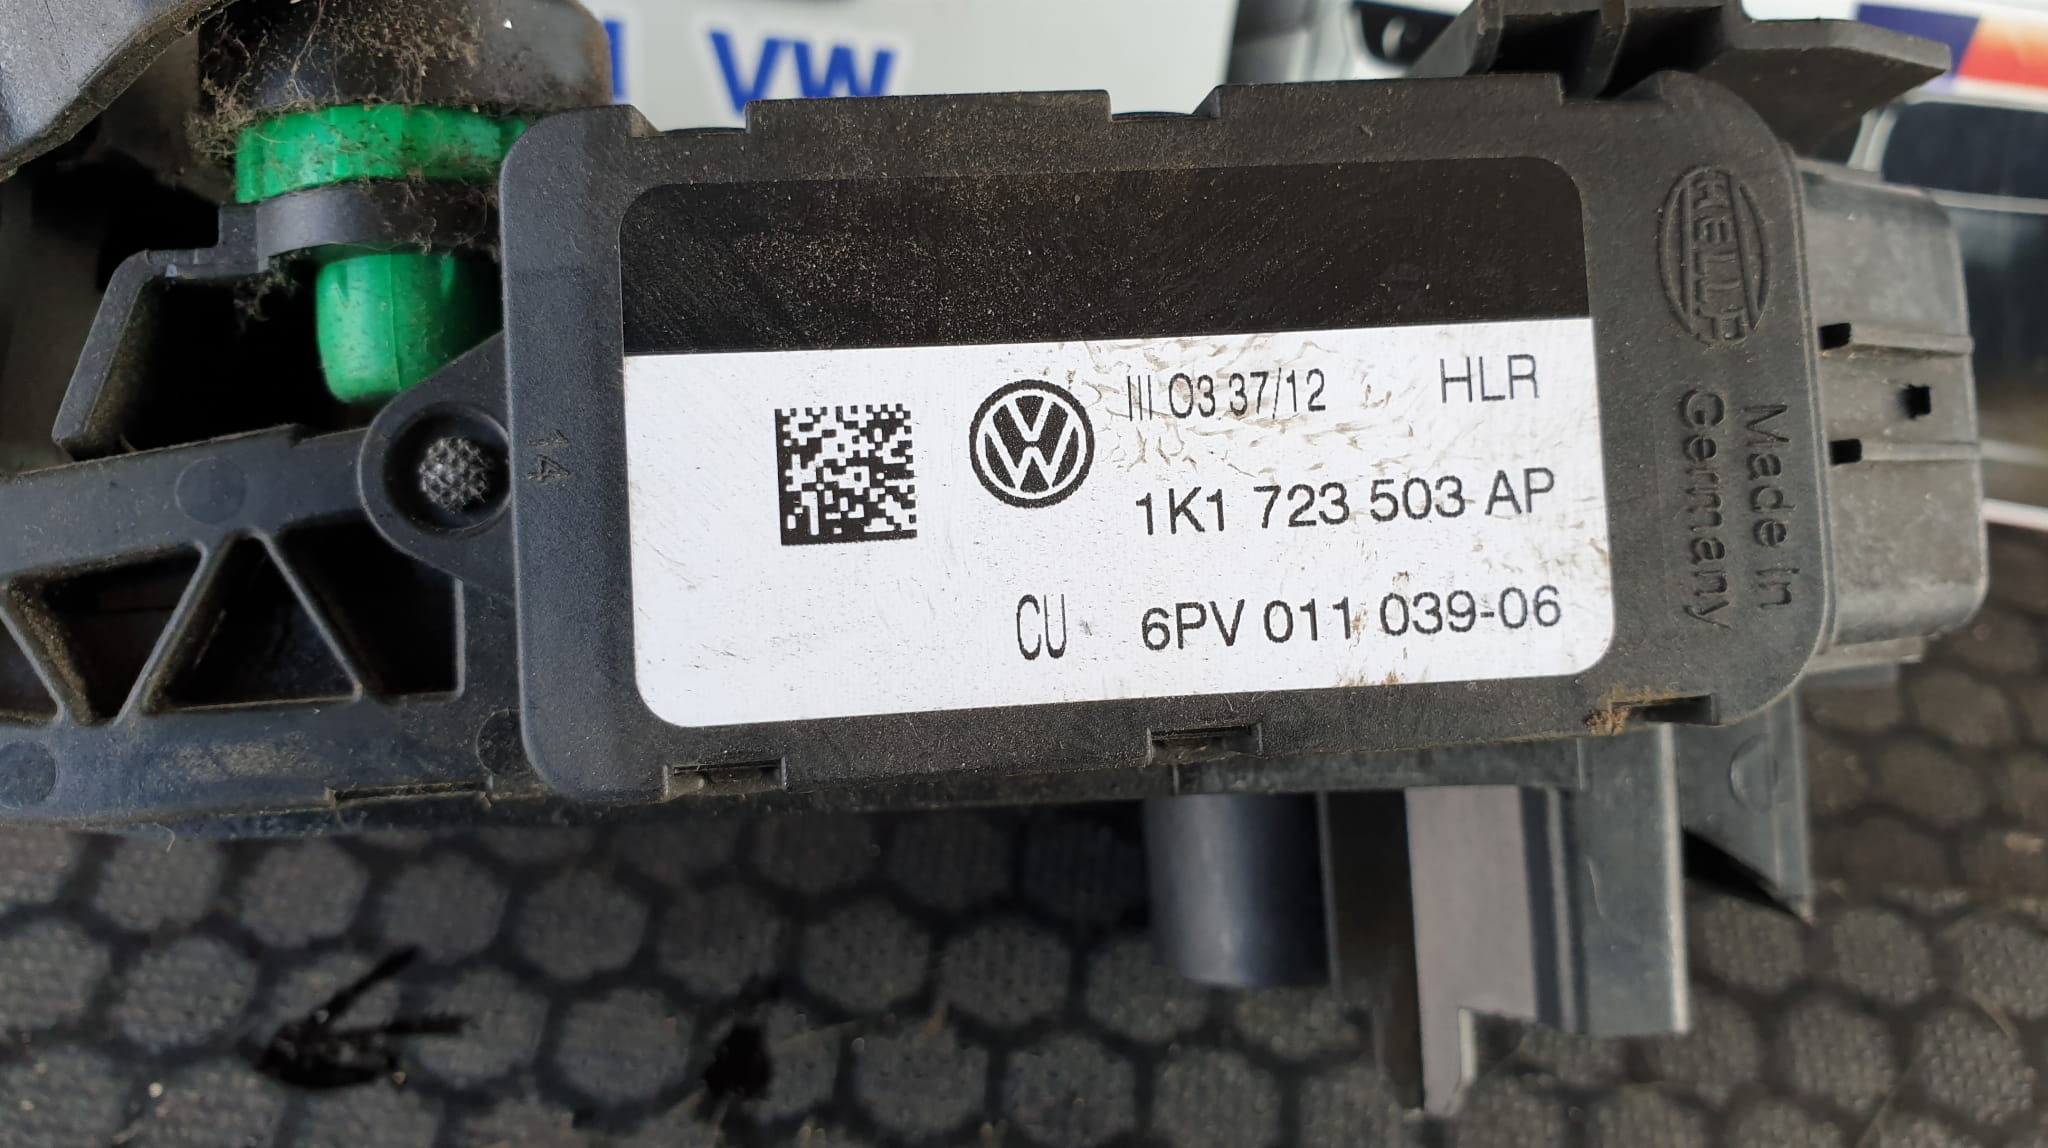 VW
III 03 37/12 HLR
1K1 723 503 AP
CU 6PV 011 039-06
HELLA
Made In
Germany
14